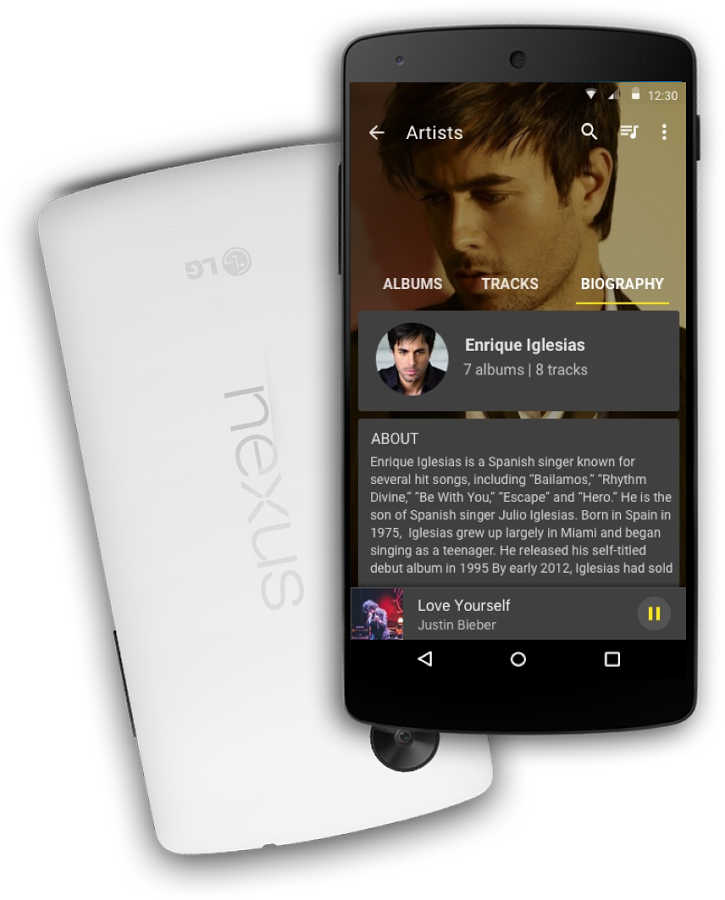 12:30
Artists
ALBUMS TRACKS BIOGRAPHY
Enrique Iglesias
7 albums | 8 tracks
ABOUT
Enrique Iglesias is a Spanish singer known for
several hit songs, including “Bailamos,” “Rhythm
Divine,” “Be With You,” “Escape” and “Hero.” He is the
son of Spanish singer Julio Iglesias. Born in Spain in
1975,  Iglesias grew up largely in Miami and began
singing as a teenager. He released his self-titled
debut album in 1995 By early 2012, Iglesias had sold
Love Yourself
Justin Bieber
LG
nexus